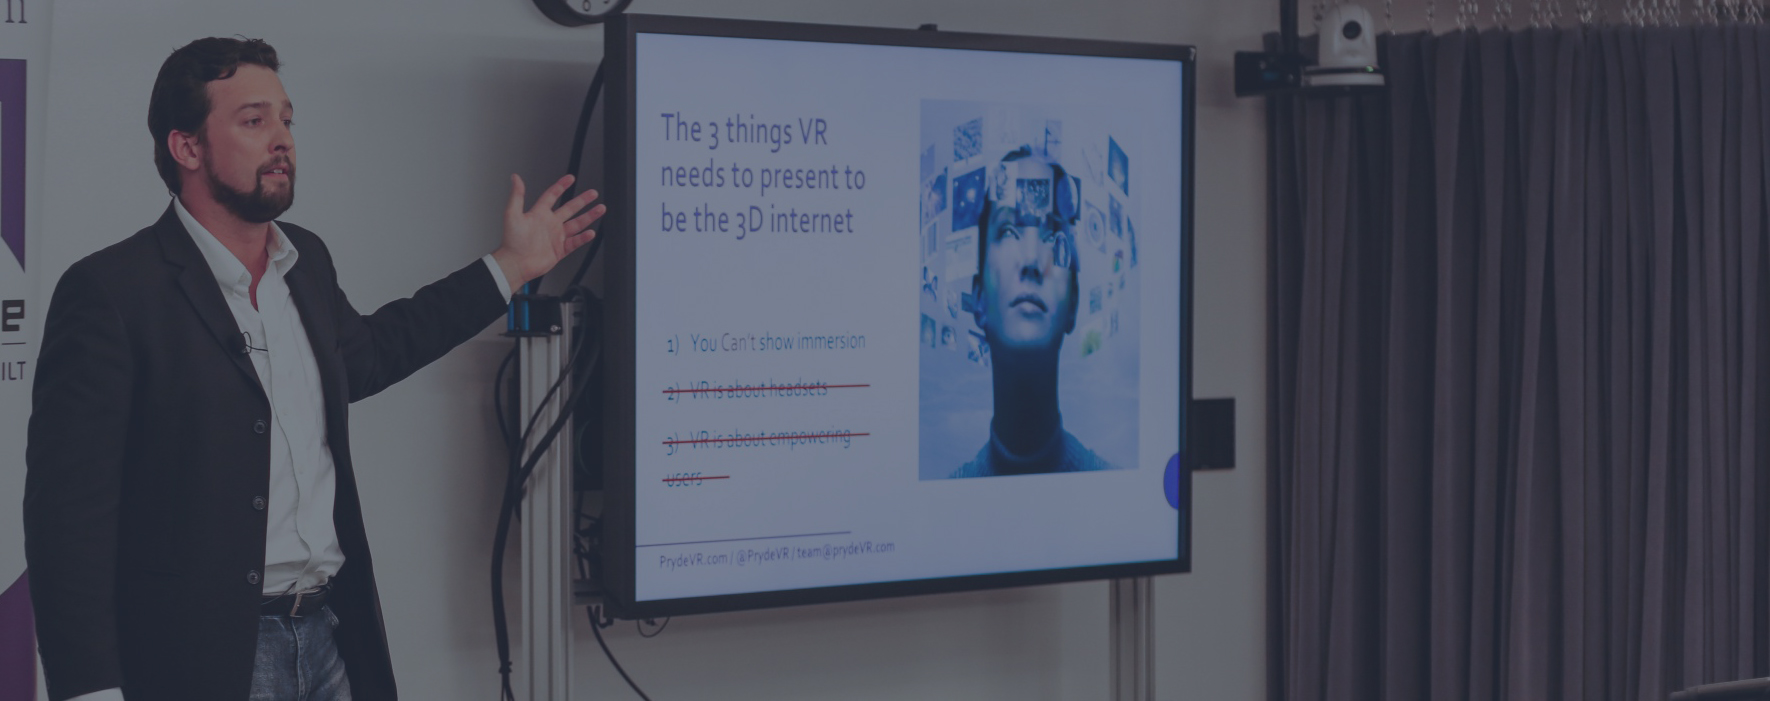 The 3 things VR
needs to present to
be the 3D internet
1) You Can't show immersion
2) VR is about headsets
3) VR is about empowering
users
PrydeVR.com / @PrydeVR / team@prydeVR.com
e
ILT